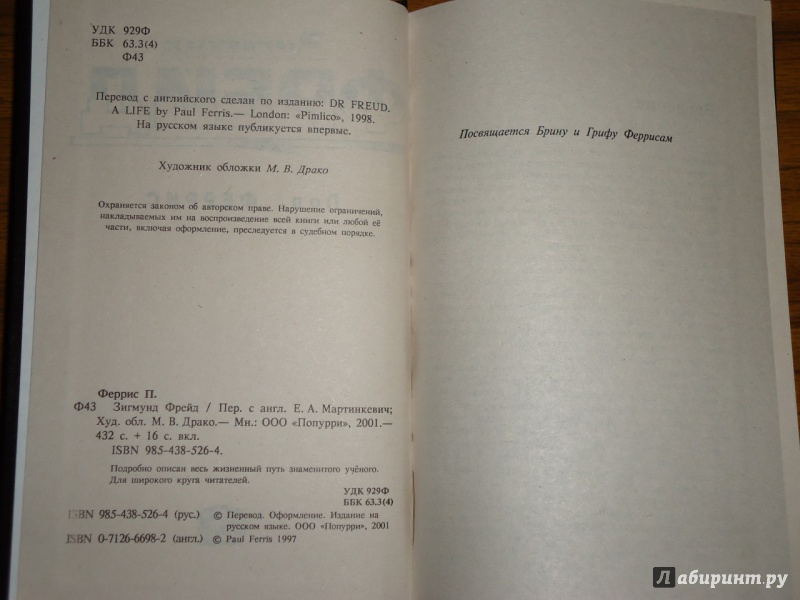 УДК 929Ф
ББК 63.3(4)
Ф43
Перевод с английского сделан по изданию: DR FREUD.
A LIFE by Paul Ferris.— London: «Pimlico», 1998.
На русском языке публикуется впервые.
Художник обложки М. В. Драко
Охраняется законом об авторском праве. Нарушение ограничений,
накладываемых им на воспроизведение всей книги или любой её
части, включая оформление, преследуется в судебном порядке.
Феррис П.
Ф43 Зигмунд Фрейд / Пер. с англ. Е. А. Мартинкевич;
Худ. обл. М. В. Драко.— Мн.: ООО «Попурри», 2001.—
432 с. + 16 с. вкл.
ISBN 985-438-526-4.
Подробно описан весь жизненный путь знаменитого учёного.
Для широкого круга читателей.
УДК 929Ф
ББК 63.3(4)
ISBN 985-438-526-4 (рус.) © Перевод. Оформление. Издание на
русском языке. ООО «Попурри», 2001
ISBN 0-7126-6698-2 (англ.) © Paul Ferris 1997
Посвящается Брину и Грифу Феррисам
Лабиринт.ру